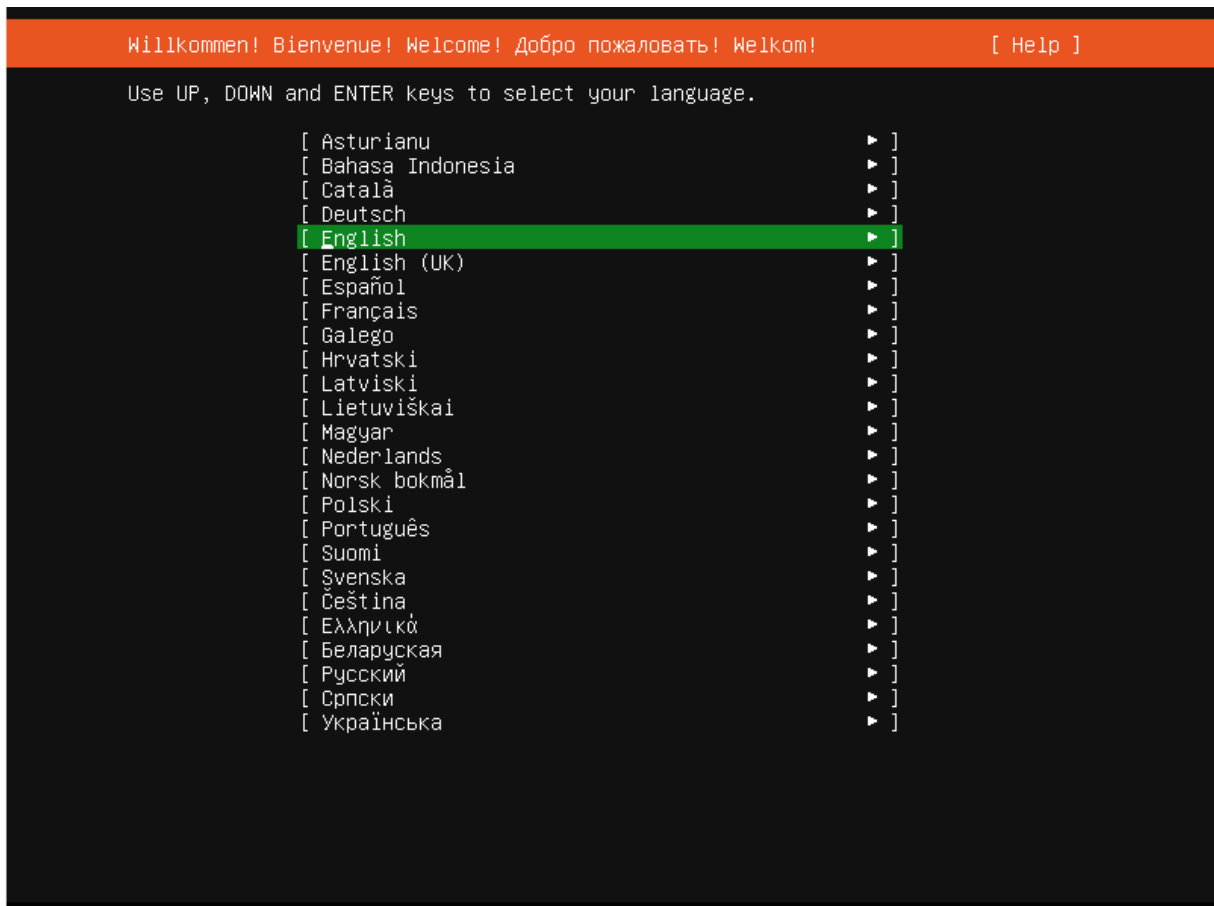 Willkommen! Bienvenue! Welcome! Добро пожаловать! Welkom! [ Help ]
Use UP, DOWN and ENTER keys to select your language.
[ Asturianu ▸ ]
[ Bahasa Indonesia ▸ ]
[ Català ▸ ]
[ Deutsch ▸ ]
[ English ▸ ]
[ English (UK) ▸ ]
[ Español ▸ ]
[ Français ▸ ]
[ Galego ▸ ]
[ Hrvatski ▸ ]
[ Latviski ▸ ]
[ Lietuviškai ▸ ]
[ Magyar ▸ ]
[ Nederlands ▸ ]
[ Norsk bokmål ▸ ]
[ Polski ▸ ]
[ Português ▸ ]
[ Suomi ▸ ]
[ Svenska ▸ ]
[ Čeština ▸ ]
[ Ελληνικά ▸ ]
[ Беларуская ▸ ]
[ Русский ▸ ]
[ Српски ▸ ]
[ Українська ▸ ]